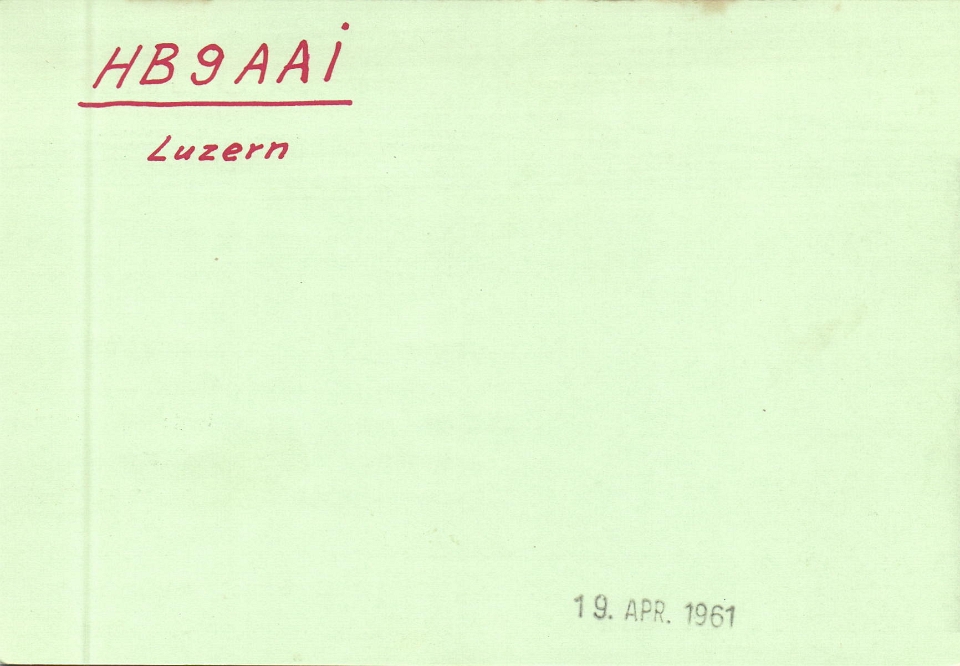 HB9AAi
Luzern
19. APR. 1961